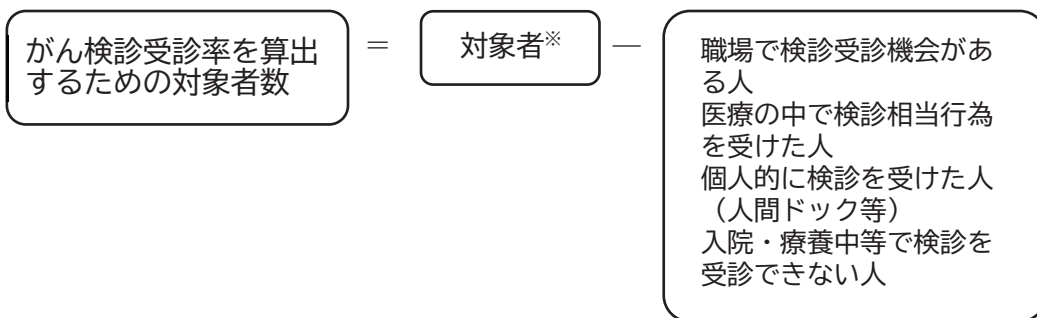 がん検診受診率を算出
するための対象者数
＝
対象者※
―
職場で検診受診機会があ
る人
医療の中で検診相当行為
を受けた人
個人的に検診を受けた人
（人間ドック等）
入院・療養中等で検診を
受診できない人